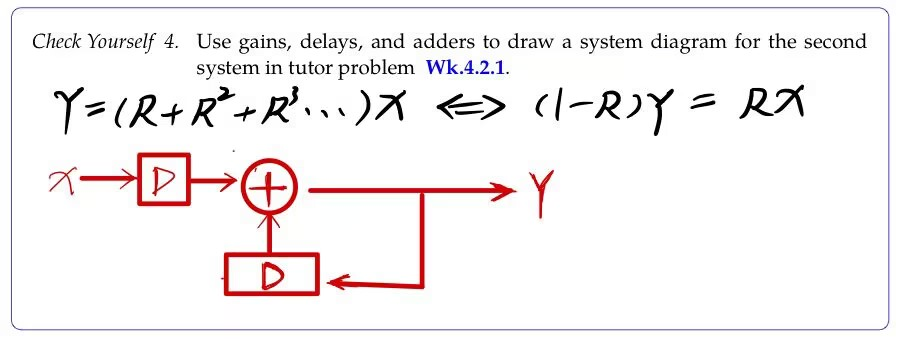 Check Yourself 4. Use gains, delays, and adders to draw a system diagram for the second
system in tutor problem Wk.4.2.1.
Y=(R+R²+R³...)X ⟺ (1-R)Y = RX
X D + Y
D